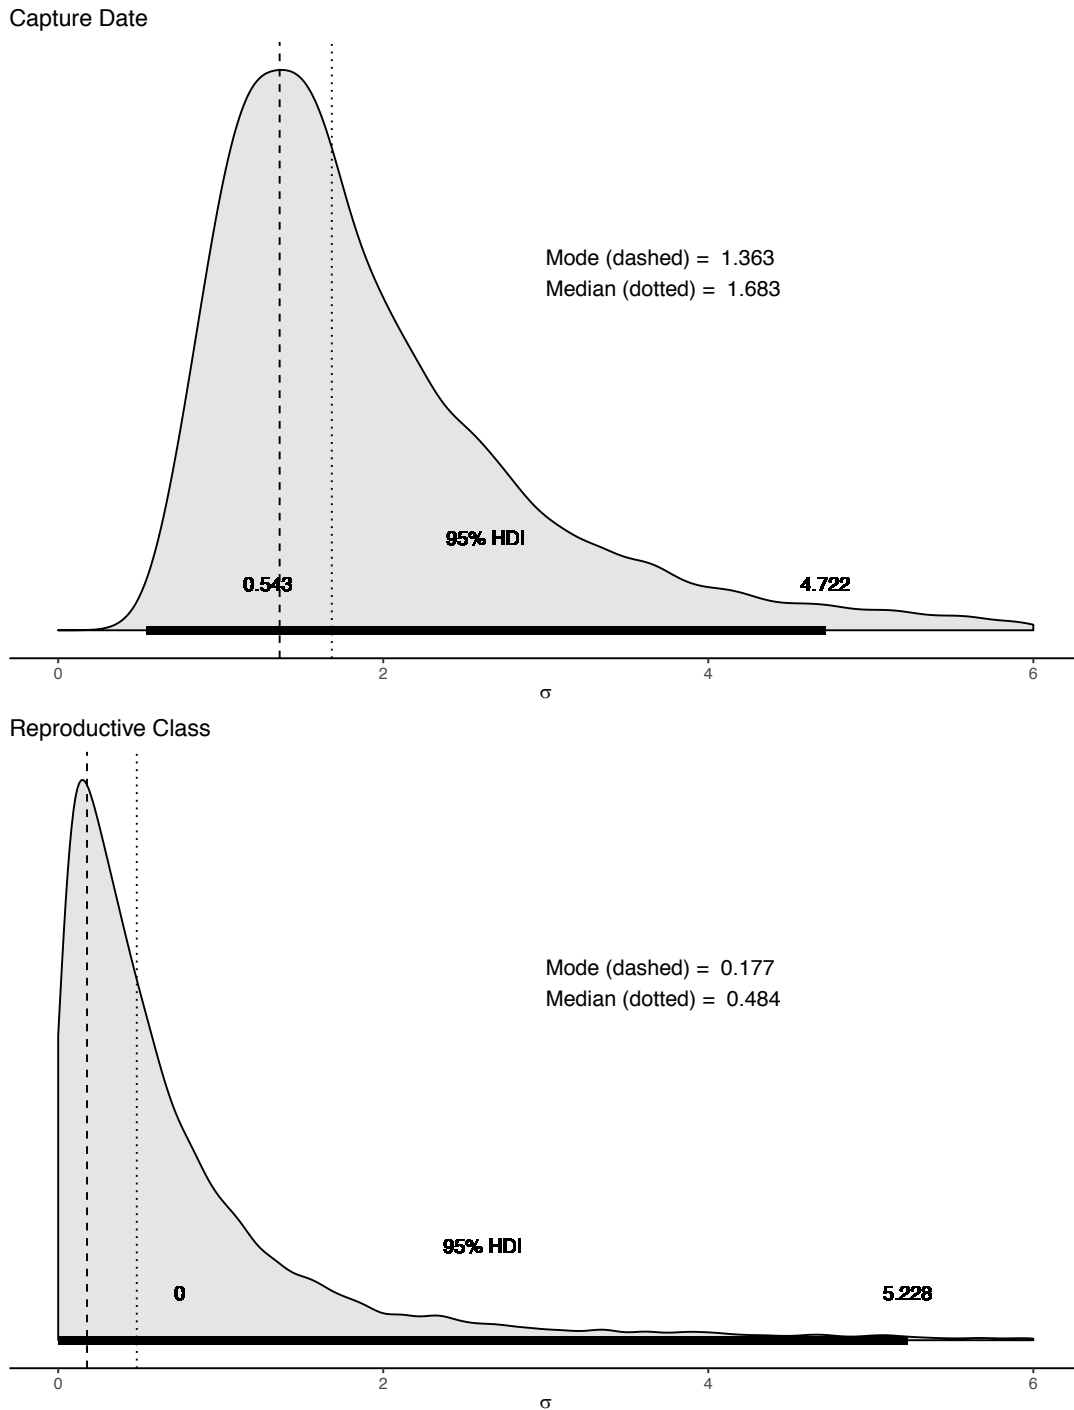 Capture Date
Mode (dashed) = 1.363
Median (dotted) = 1.683
95% HDI
0.543 4.722
0 2 4 6
σ
Reproductive Class
Mode (dashed) = 0.177
Median (dotted) = 0.484
95% HDI
0 5.228
0 2 4 6
σ